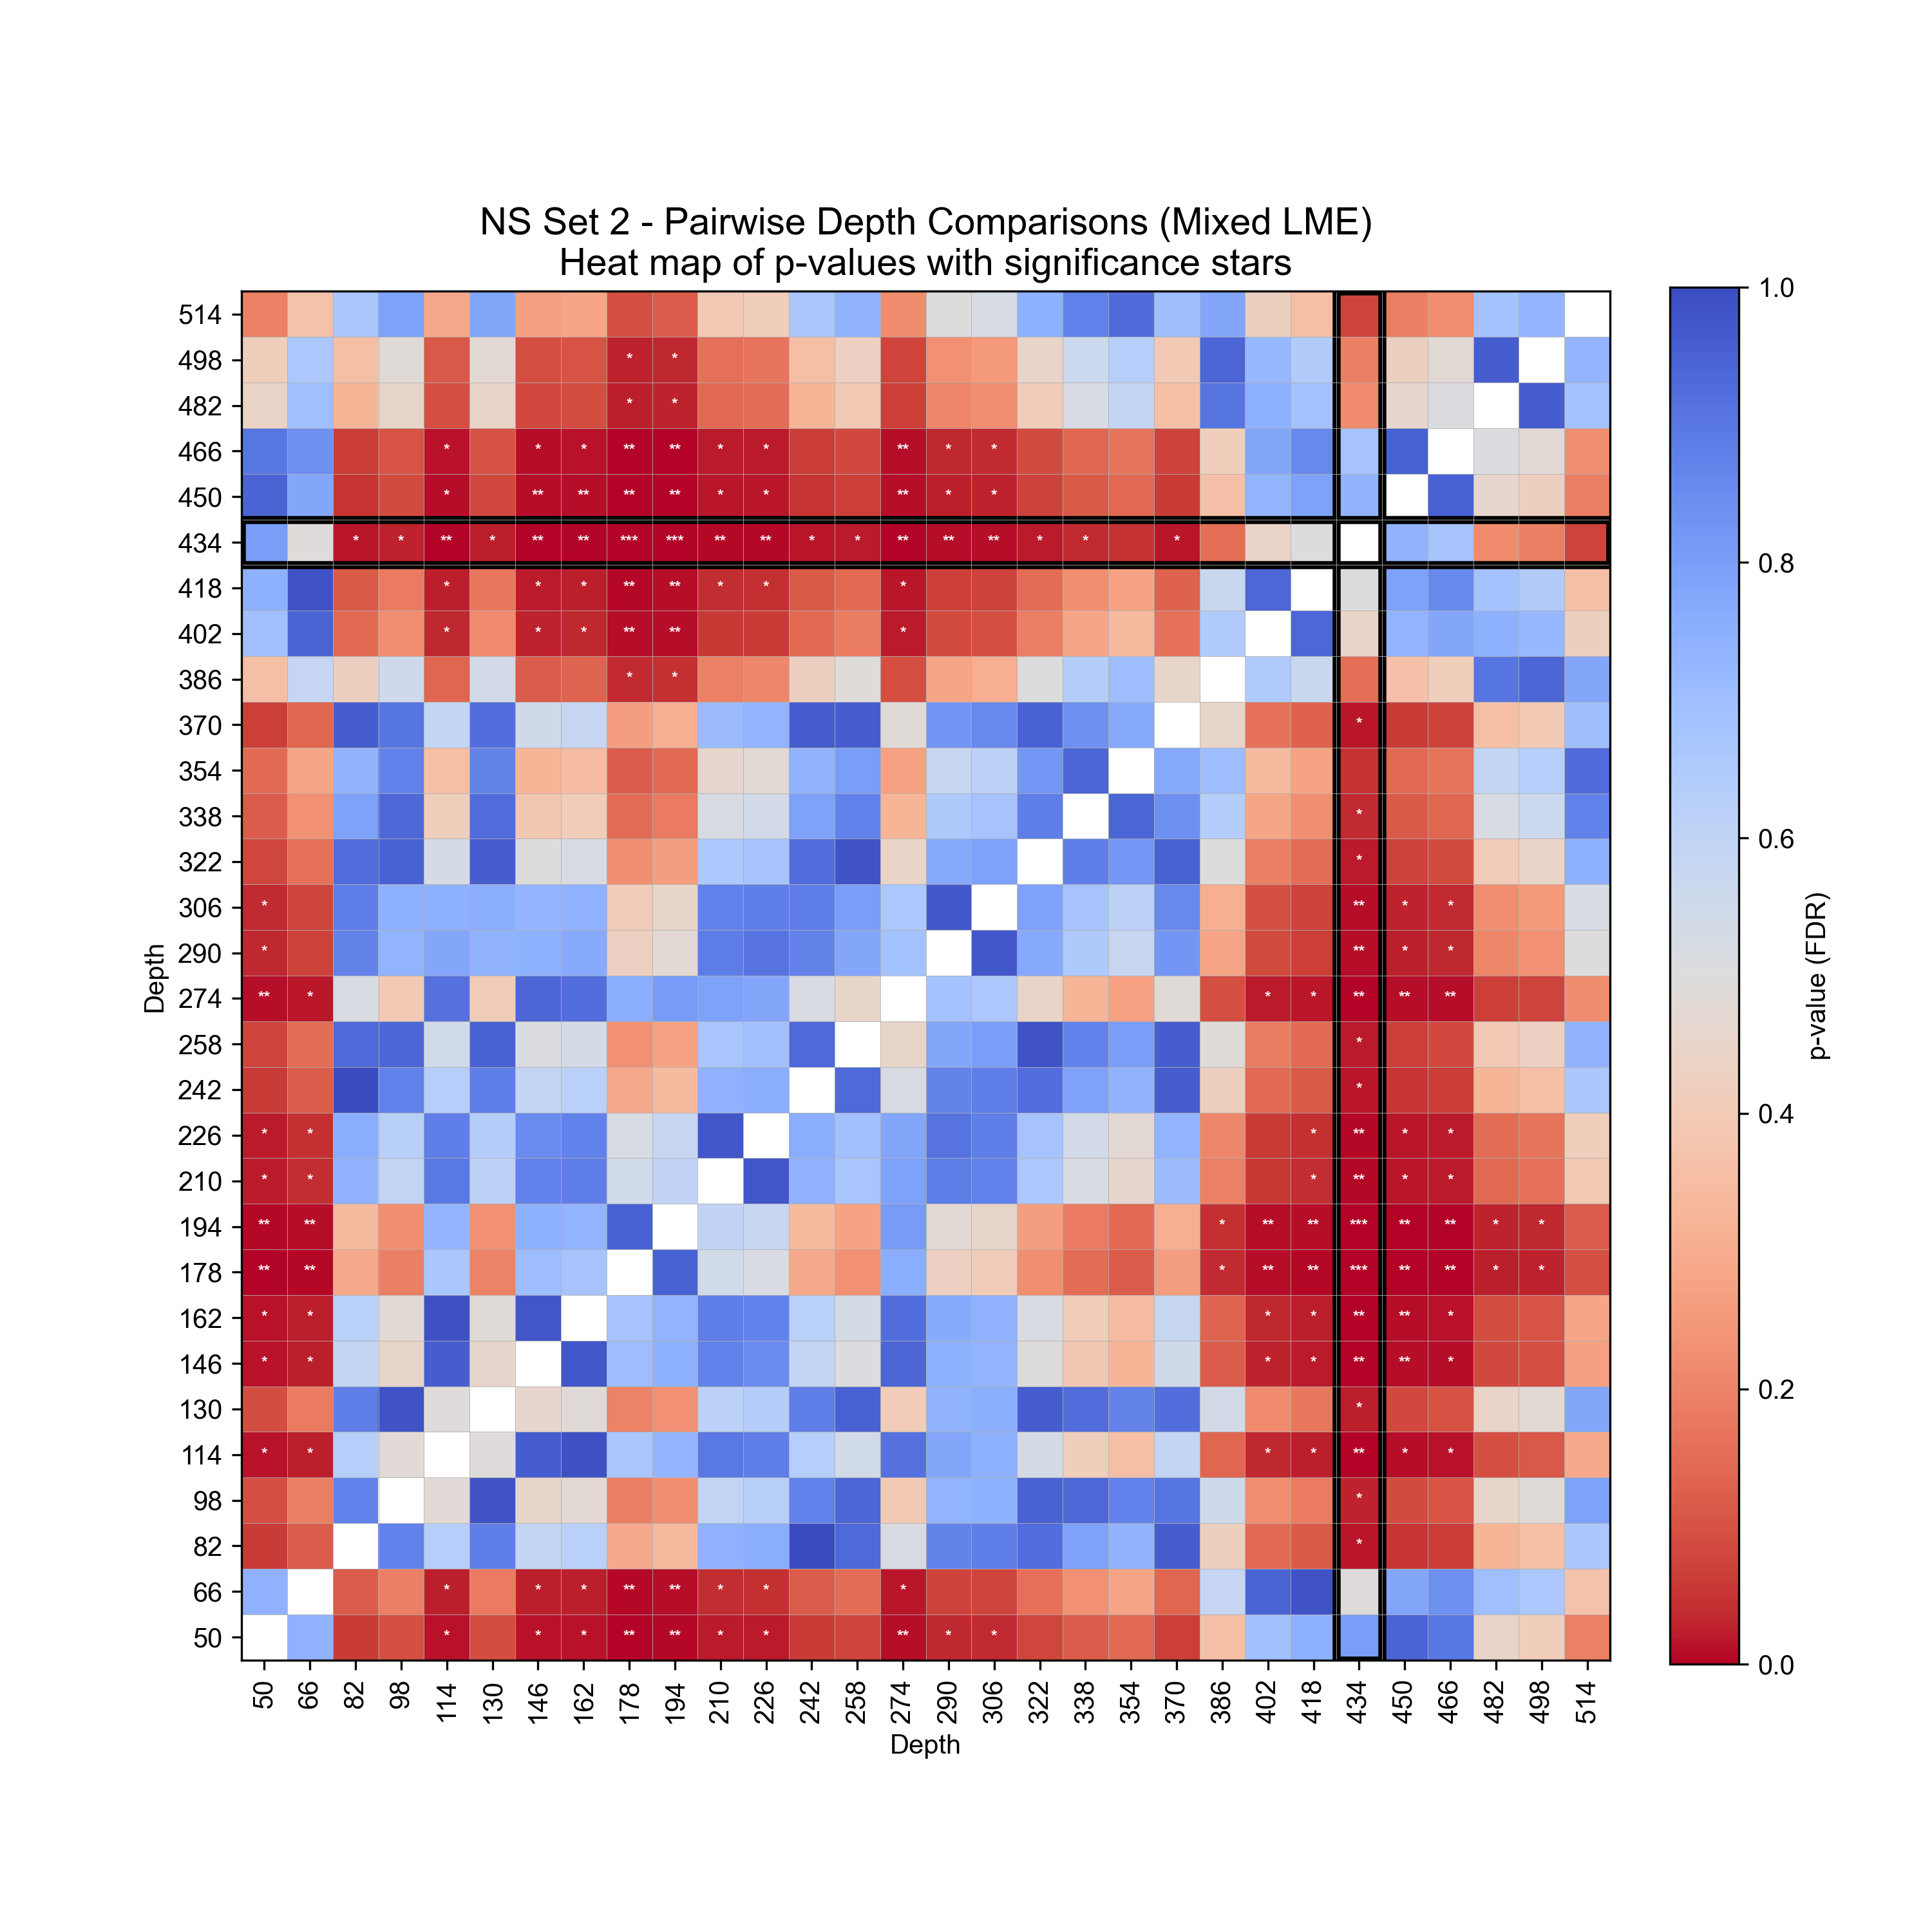 NS Set 2 - Pairwise Depth Comparisons (Mixed LME)
Heat map of p-values with significance stars
514
498 * *
482 * *
466 * * * ** ** * * ** * *
450 * ** ** ** ** * * ** * *
434 * * ** * ** ** *** *** ** ** * * ** ** ** * * *
418 * * * ** ** * * *
402 * * * ** ** *
386 * *
370 *
354
338 *
322 *
306 * ** * *
290 * ** * *
274 ** * * * ** ** **
258 *
242 *
226 * * * ** * *
210 * * * ** * *
194 ** ** * ** ** *** ** ** * *
178 ** ** * ** ** *** ** ** * *
162 * * * * ** ** *
146 * * * * ** ** *
130 *
114 * * * * ** * *
98 *
82 *
66 * * * ** ** * * *
50 * * * ** ** * * ** * *
50 66 82 98 114 130 146 162 178 194 210 226 242 258 274 290 306 322 338 354 370 386 402 418 434 450 466 482 498 514
Depth
Depth
1.0
0.8
0.6
0.4
0.2
0.0
p-value (FDR)